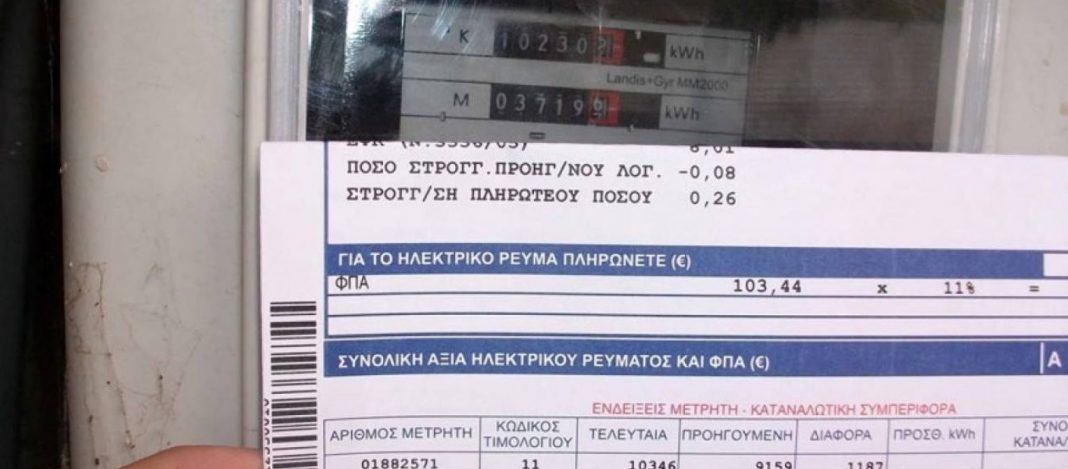 K 10230 kWh
Landis+Gyr MM2000
M 03719 kWh
ΠΟΣΟ ΣΤΡΟΓΓ.ΠΡΟΗΓ/ΝΟΥ ΛΟΓ. -0,08
ΣΤΡΟΓΓ/ΣΗ ΠΛΗΡΩΤΕΟΥ ΠΟΣΟΥ 0,26
ΓΙΑ ΤΟ ΗΛΕΚΤΡΙΚΟ ΡΕΥΜΑ ΠΛΗΡΩΝΕΤΕ (€)
ΦΠΑ 103,44 x 11% =
ΣΥΝΟΛΙΚΗ ΑΞΙΑ ΗΛΕΚΤΡΙΚΟΥ ΡΕΥΜΑΤΟΣ ΚΑΙ ΦΠΑ (€) Α
ΕΝΔΕΙΞΕΙΣ ΜΕΤΡΗΤΗ - ΚΑΤΑΝΑΛΩΤΙΚΗ ΣΥΜΠΕΡΙΦΟΡΑ
ΑΡΙΘΜΟΣ ΜΕΤΡΗΤΗ ΚΩΔΙΚΟΣ ΤΙΜΟΛΟΓΙΟΥ ΤΕΛΕΥΤΑΙΑ ΠΡΟΗΓΟΥΜΕΝΗ ΔΙΑΦΟΡΑ ΠΡΟΣΘ. kWh
01882571 11 10346 9159 1187